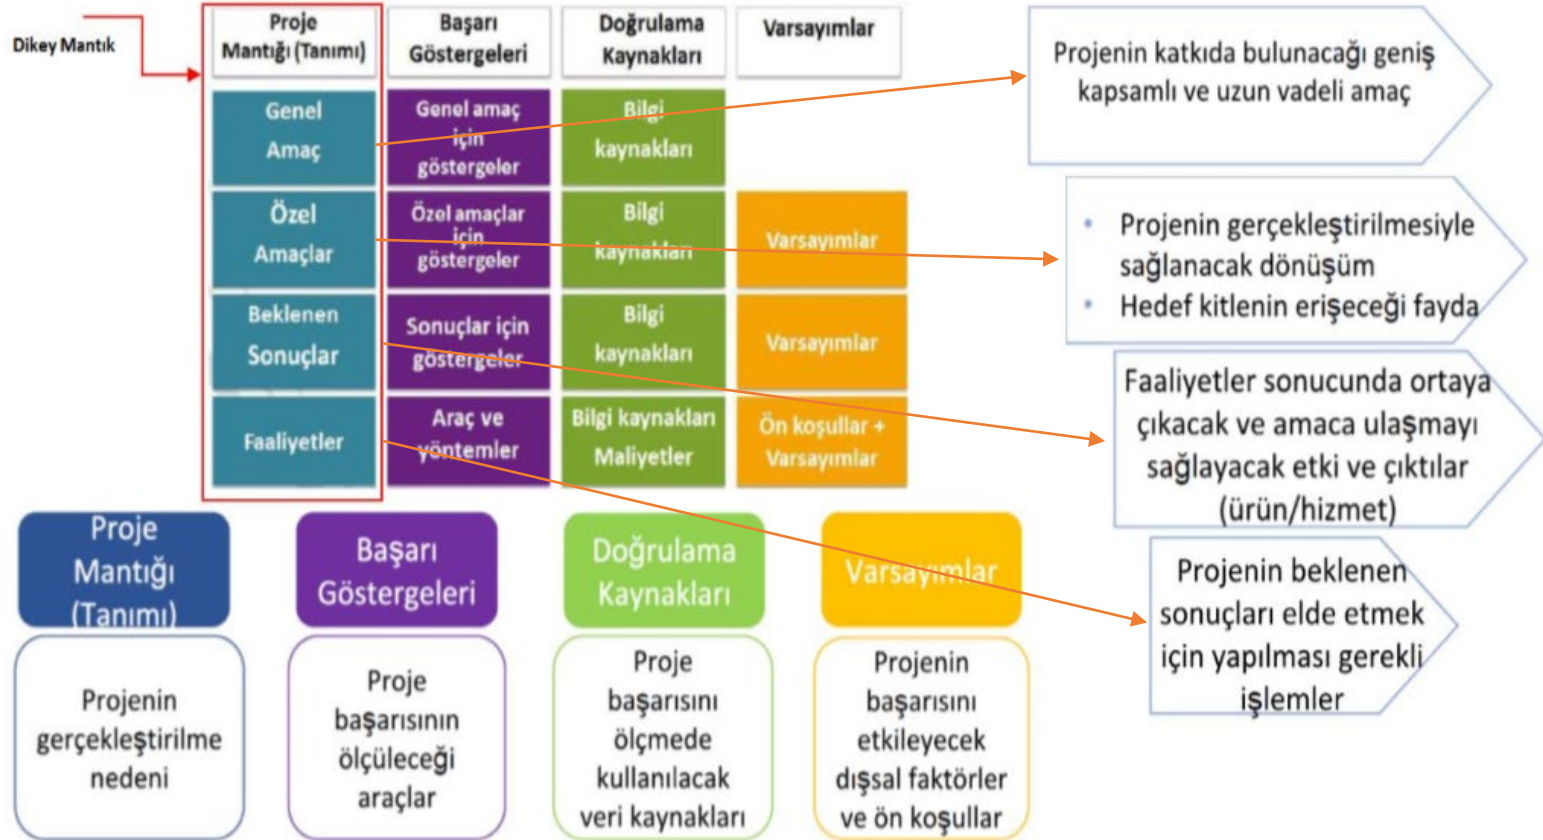 Dikey Mantık
Proje
Mantığı (Tanımı)
Başarı
Göstergeleri
Doğrulama
Kaynakları
Varsayımlar
Genel
Amaç
Genel amaç
için
göstergeler
Bilgi
kaynakları
Özel
Amaçlar
Özel amaçlar
için
göstergeler
Bilgi
kaynakları
Varsayımlar
Beklenen
Sonuçlar
Sonuçlar için
göstergeler
Bilgi
kaynakları
Varsayımlar
Faaliyetler
Araç ve
yöntemler
Bilgi kaynakları
Maliyetler
Ön koşullar +
Varsayımlar
Projenin katkıda bulunacağı geniş
kapsamlı ve uzun vadeli amaç
• Projenin gerçekleştirilmesiyle
sağlanacak dönüşüm
• Hedef kitlenin erişeceği fayda
Faaliyetler sonucunda ortaya
çıkacak ve amaca ulaşmayı
sağlayacak etki ve çıktılar
(ürün/hizmet)
Projenin beklenen
sonuçları elde etmek
için yapılması gerekli
işlemler
Proje
Mantığı
(Tanımı)
Başarı
Göstergeleri
Doğrulama
Kaynakları
Varsayımlar
Projenin
gerçekleştirilme
nedeni
Proje
başarısının
ölçüleceği
araçlar
Proje
başarısını
ölçmede
kullanılacak
veri kaynakları
Projenin
başarısını
etkileyecek
dışsal faktörler
ve ön koşullar